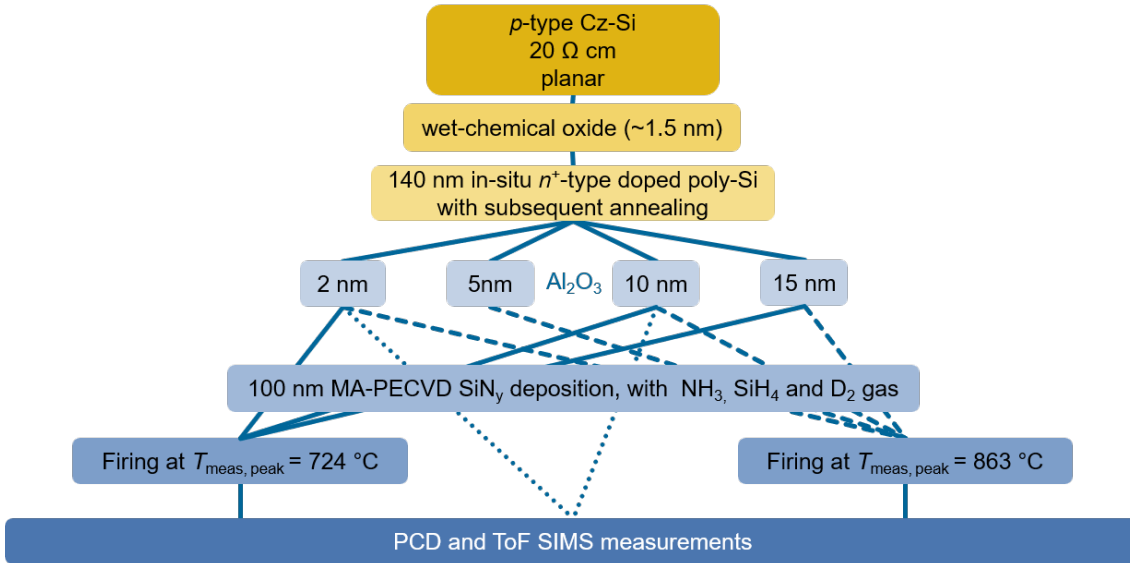 p-type Cz-Si
20 Ω cm
planar
wet-chemical oxide (~1.5 nm)
140 nm in-situ n⁺-type doped poly-Si
with subsequent annealing
2 nm 5nm Al₂O₃ 10 nm 15 nm
100 nm MA-PECVD SiNy deposition, with NH₃, SiH₄ and D₂ gas
Firing at Tmeas, peak = 724 °C Firing at Tmeas, peak = 863 °C
PCD and ToF SIMS measurements